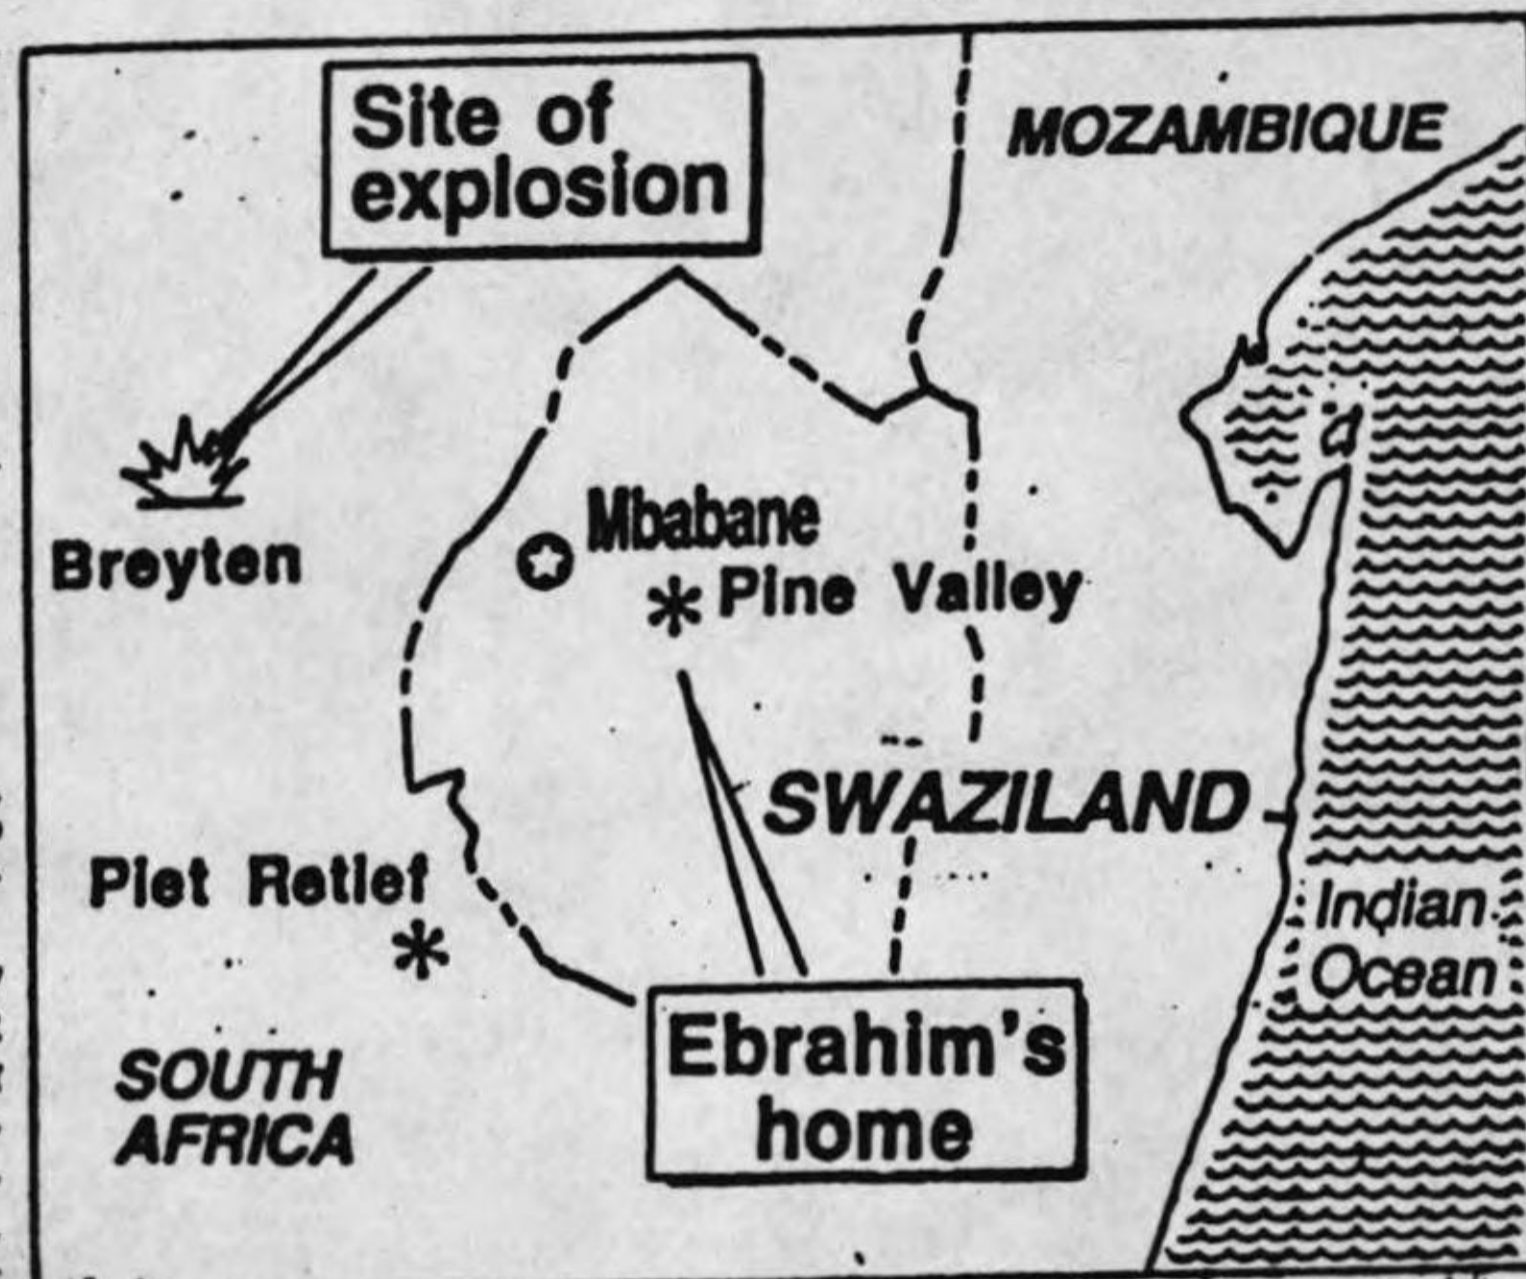 Site of
explosion
MOZAMBIQUE
Mbabane
Breyten
Pine Valley
SWAZILAND
Piet Retief
Indian
Ocean
Ebrahim's
home
SOUTH
AFRICA